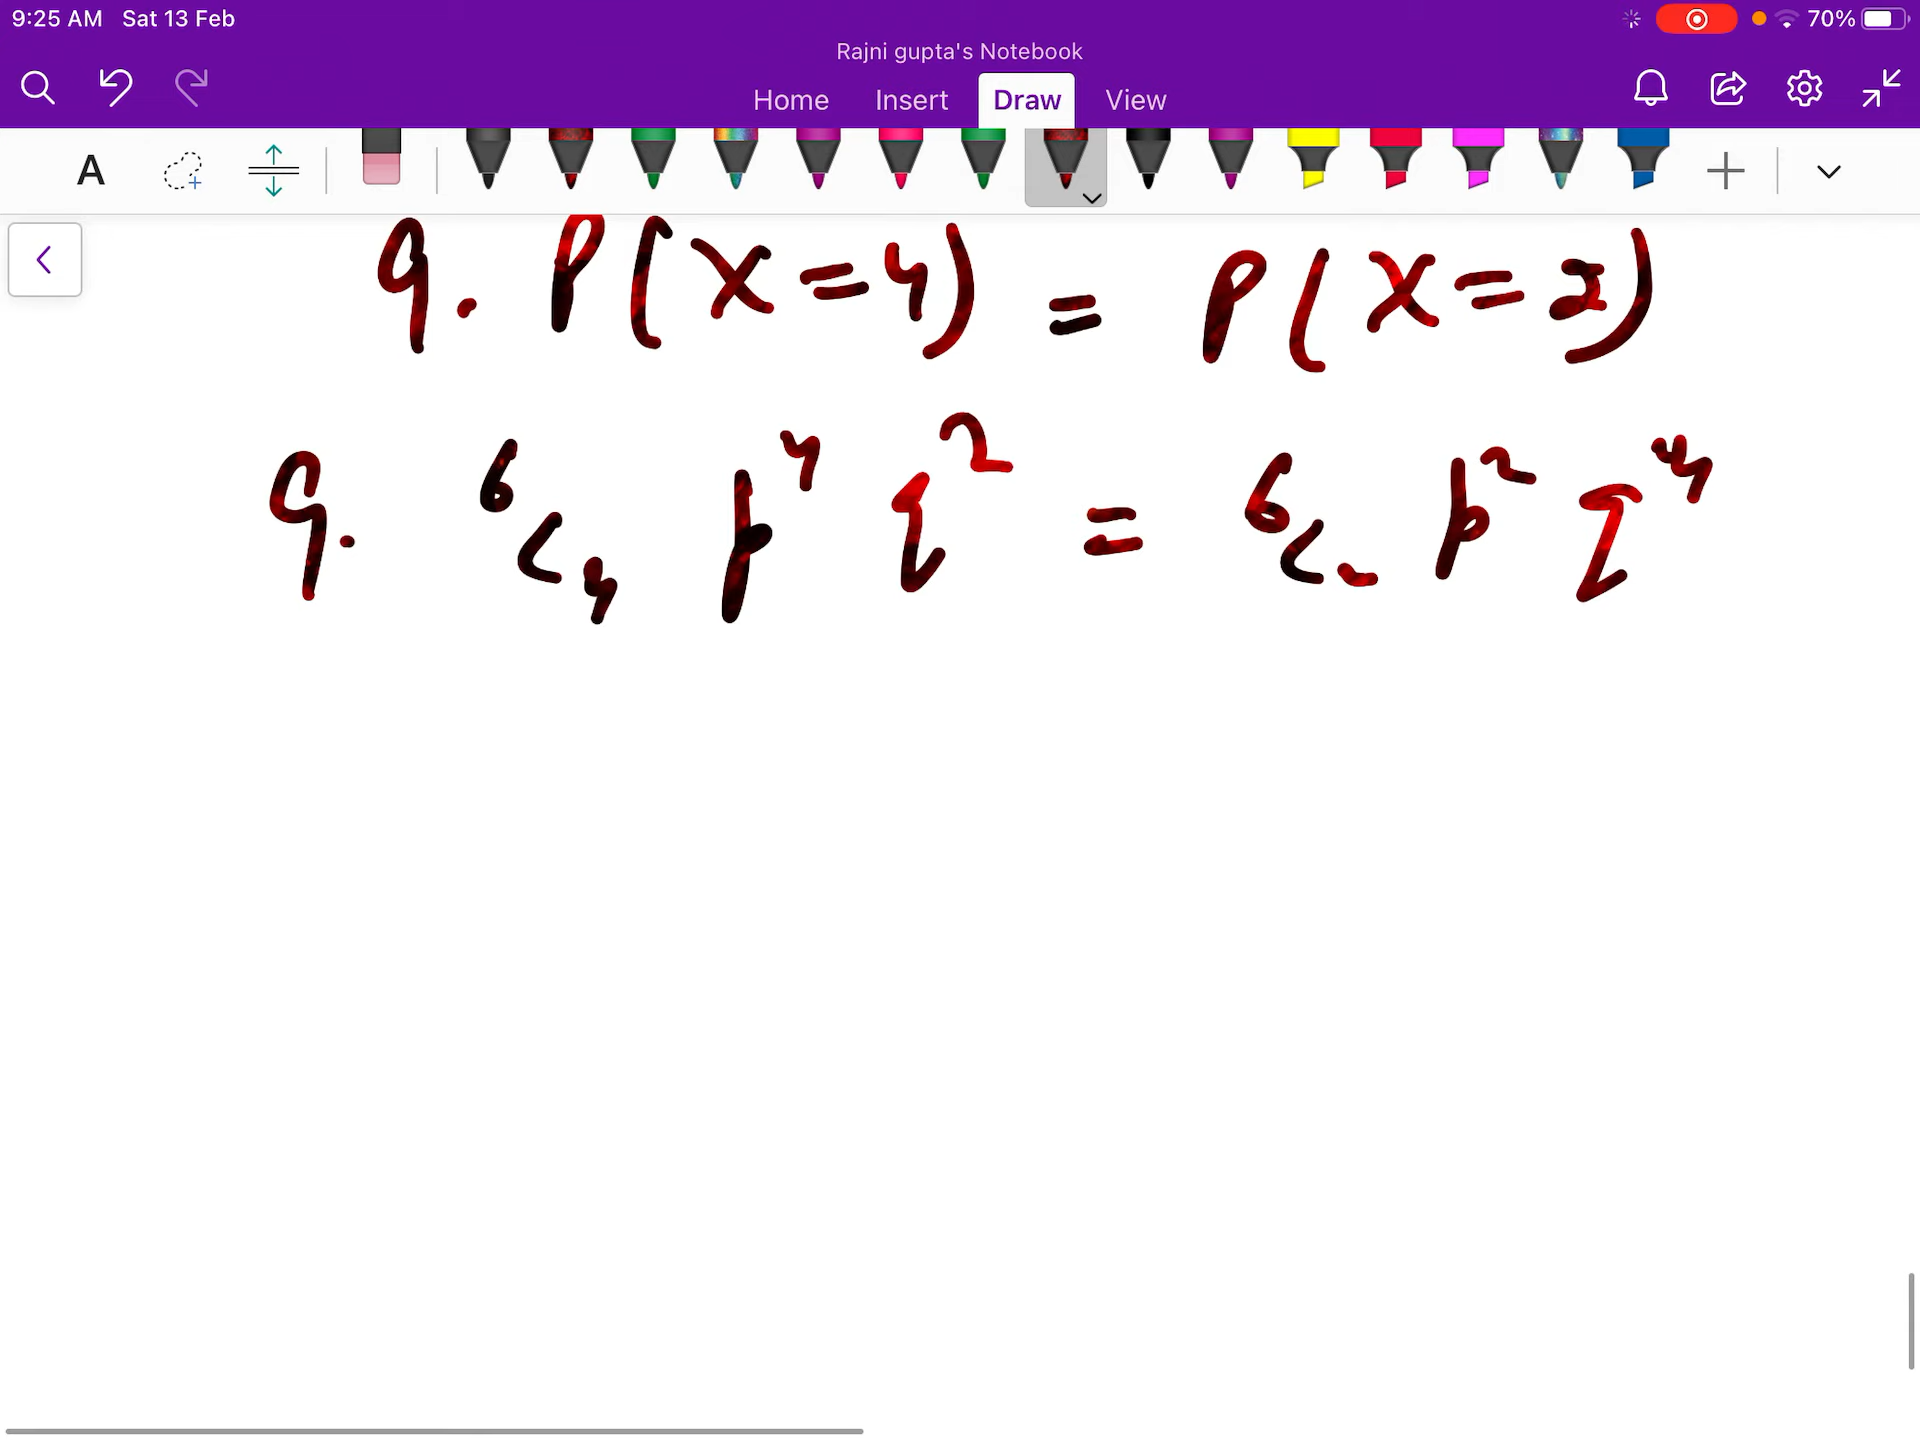 9:25 AM Sat 13 Feb
70%
Rajni gupta's Notebook
Home Insert Draw View
A
9. P(X=4) = P(X=2)
9. ⁶C₄ p⁴ q² = ⁶C₂ p² q⁴